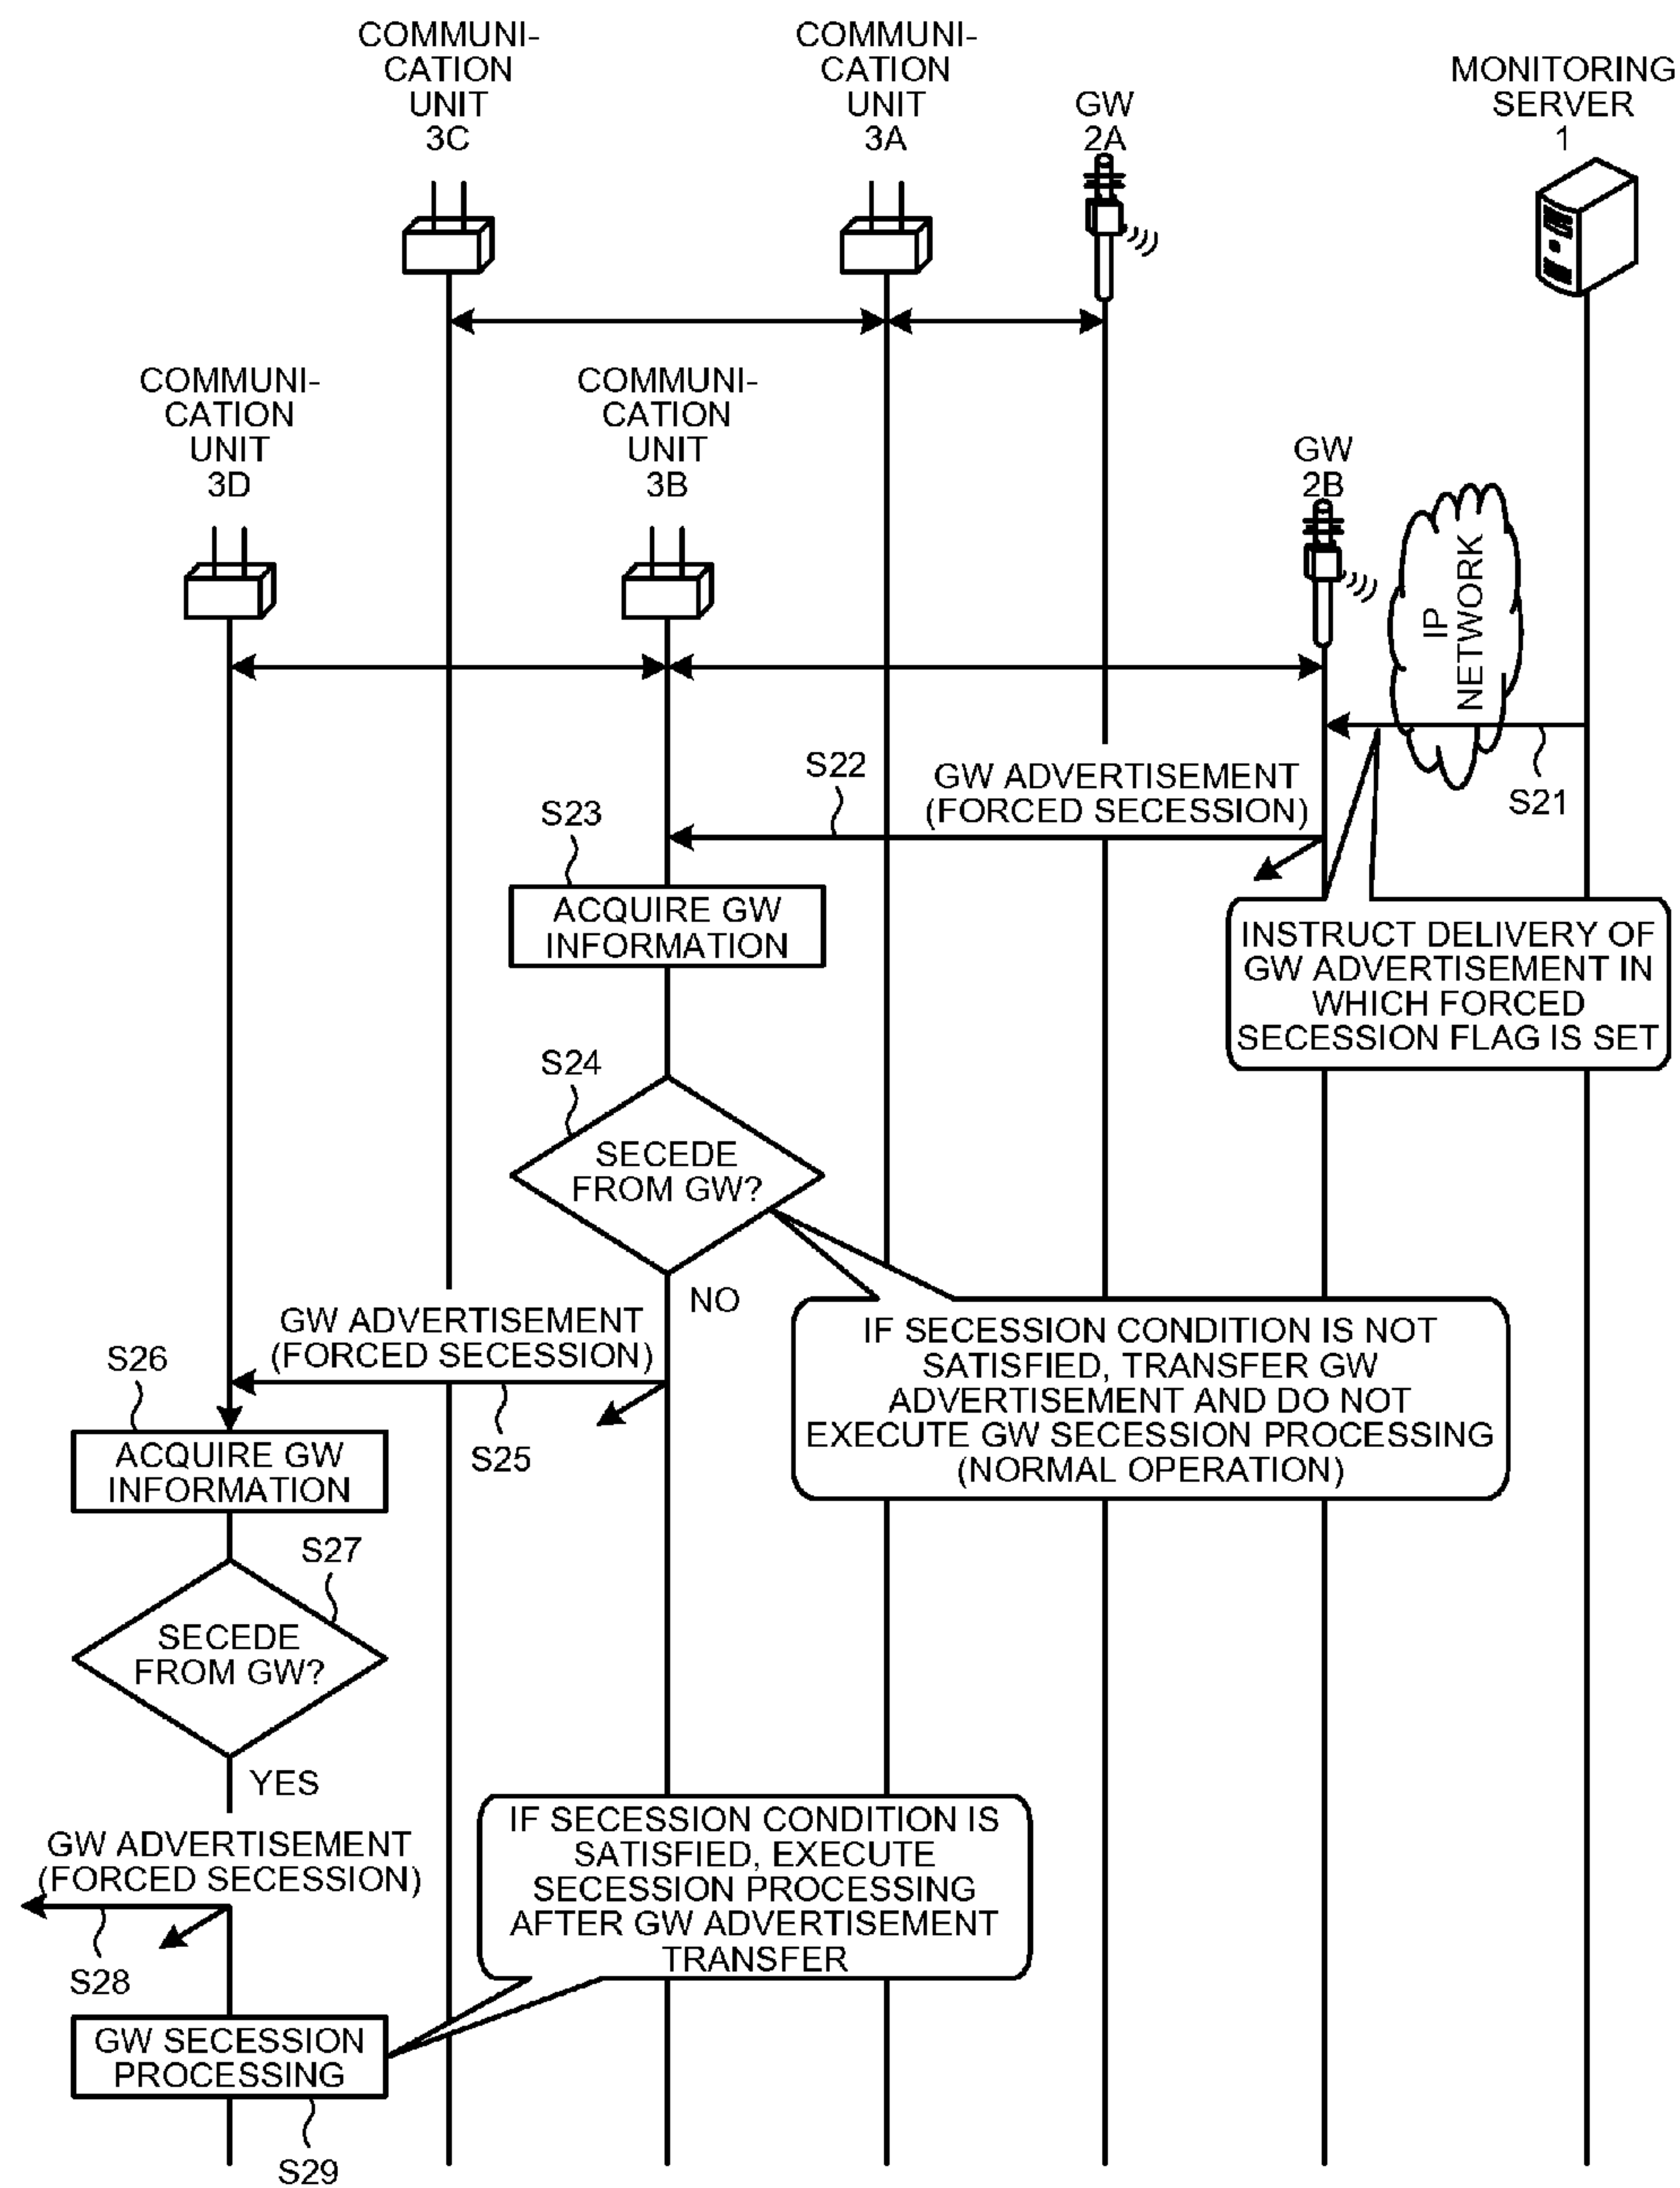 COMMUNI-
CATION
UNIT
3C
COMMUNI-
CATION
UNIT
3A
GW
2A
MONITORING
SERVER
1
COMMUNI-
CATION
UNIT
3D
COMMUNI-
CATION
UNIT
3B
GW
2B
IP
NETWORK
S21
S22
GW ADVERTISEMENT
(FORCED SECESSION)
S23
ACQUIRE GW
INFORMATION
INSTRUCT DELIVERY OF
GW ADVERTISEMENT IN
WHICH FORCED
SECESSION FLAG IS SET
S24
SECEDE
FROM GW?
NO
IF SECESSION CONDITION IS NOT
SATISFIED, TRANSFER GW
ADVERTISEMENT AND DO NOT
EXECUTE GW SECESSION PROCESSING
(NORMAL OPERATION)
GW ADVERTISEMENT
(FORCED SECESSION)
S25
S26
ACQUIRE GW
INFORMATION
S27
SECEDE
FROM GW?
YES
GW ADVERTISEMENT
(FORCED SECESSION)
S28
IF SECESSION CONDITION IS
SATISFIED, EXECUTE
SECESSION PROCESSING
AFTER GW ADVERTISEMENT
TRANSFER
GW SECESSION
PROCESSING
S29